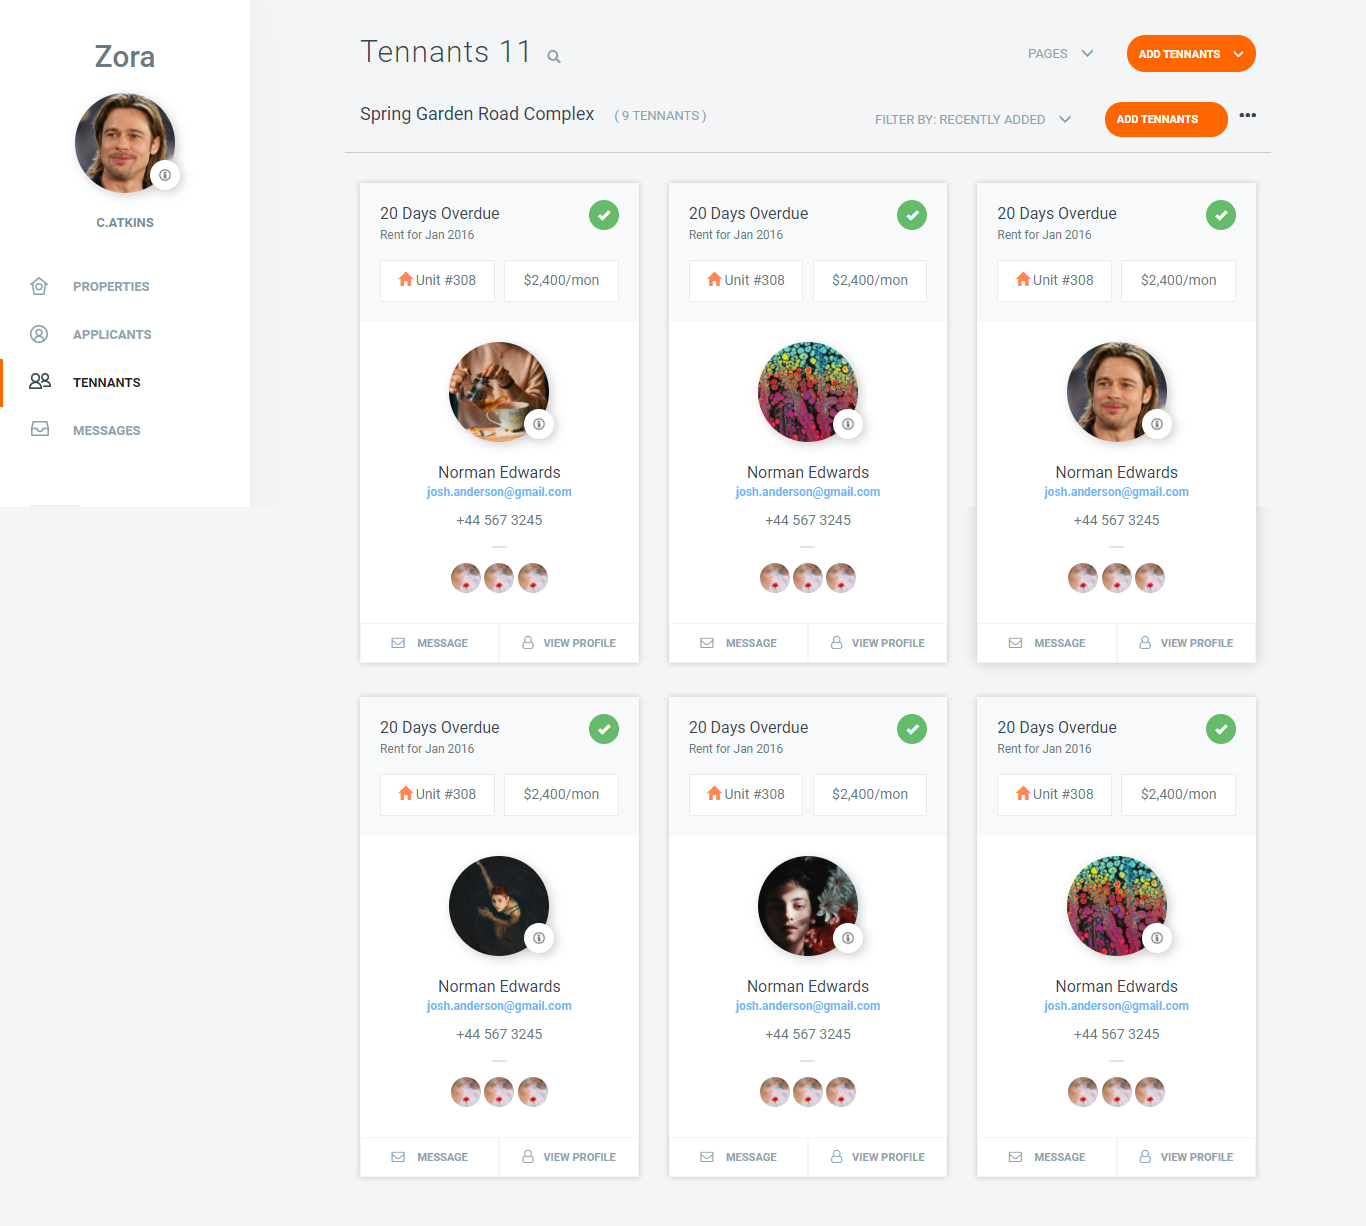 Zora
C.ATKINS
PROPERTIES
APPLICANTS
TENNANTS
MESSAGES
Tennants 11
PAGES
ADD TENNANTS
Spring Garden Road Complex
( 9 TENNANTS )
FILTER BY: RECENTLY ADDED
ADD TENNANTS
20 Days Overdue
Rent for Jan 2016
Unit #308
$2,400/mon
Norman Edwards
josh.anderson@gmail.com
+44 567 3245
MESSAGE
VIEW PROFILE
20 Days Overdue
Rent for Jan 2016
Unit #308
$2,400/mon
Norman Edwards
josh.anderson@gmail.com
+44 567 3245
MESSAGE
VIEW PROFILE
20 Days Overdue
Rent for Jan 2016
Unit #308
$2,400/mon
Norman Edwards
josh.anderson@gmail.com
+44 567 3245
MESSAGE
VIEW PROFILE
20 Days Overdue
Rent for Jan 2016
Unit #308
$2,400/mon
Norman Edwards
josh.anderson@gmail.com
+44 567 3245
MESSAGE
VIEW PROFILE
20 Days Overdue
Rent for Jan 2016
Unit #308
$2,400/mon
Norman Edwards
josh.anderson@gmail.com
+44 567 3245
MESSAGE
VIEW PROFILE
20 Days Overdue
Rent for Jan 2016
Unit #308
$2,400/mon
Norman Edwards
josh.anderson@gmail.com
+44 567 3245
MESSAGE
VIEW PROFILE